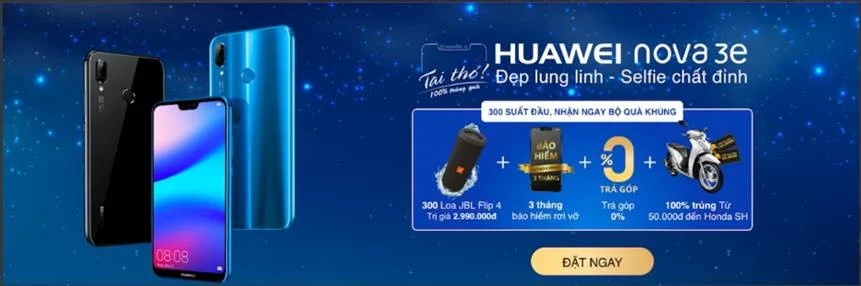 HUAWEI nova 3e
Tai thỏ!
100% trúng quà
Đẹp lung linh - Selfie chất đỉnh
300 SUẤT ĐẦU, NHẬN NGAY BỘ QUÀ KHỦNG
JBL
+
BẢO
HIỂM
3 THÁNG
+
0%
TRẢ GÓP
+
300 Loa JBL Flip 4
Trị giá 2.990.000đ
3 tháng
bảo hiểm rơi vỡ
Trả góp
0%
100% trúng Từ
50.000đ đến Honda SH
ĐẶT NGAY
08:08
HUAWEI